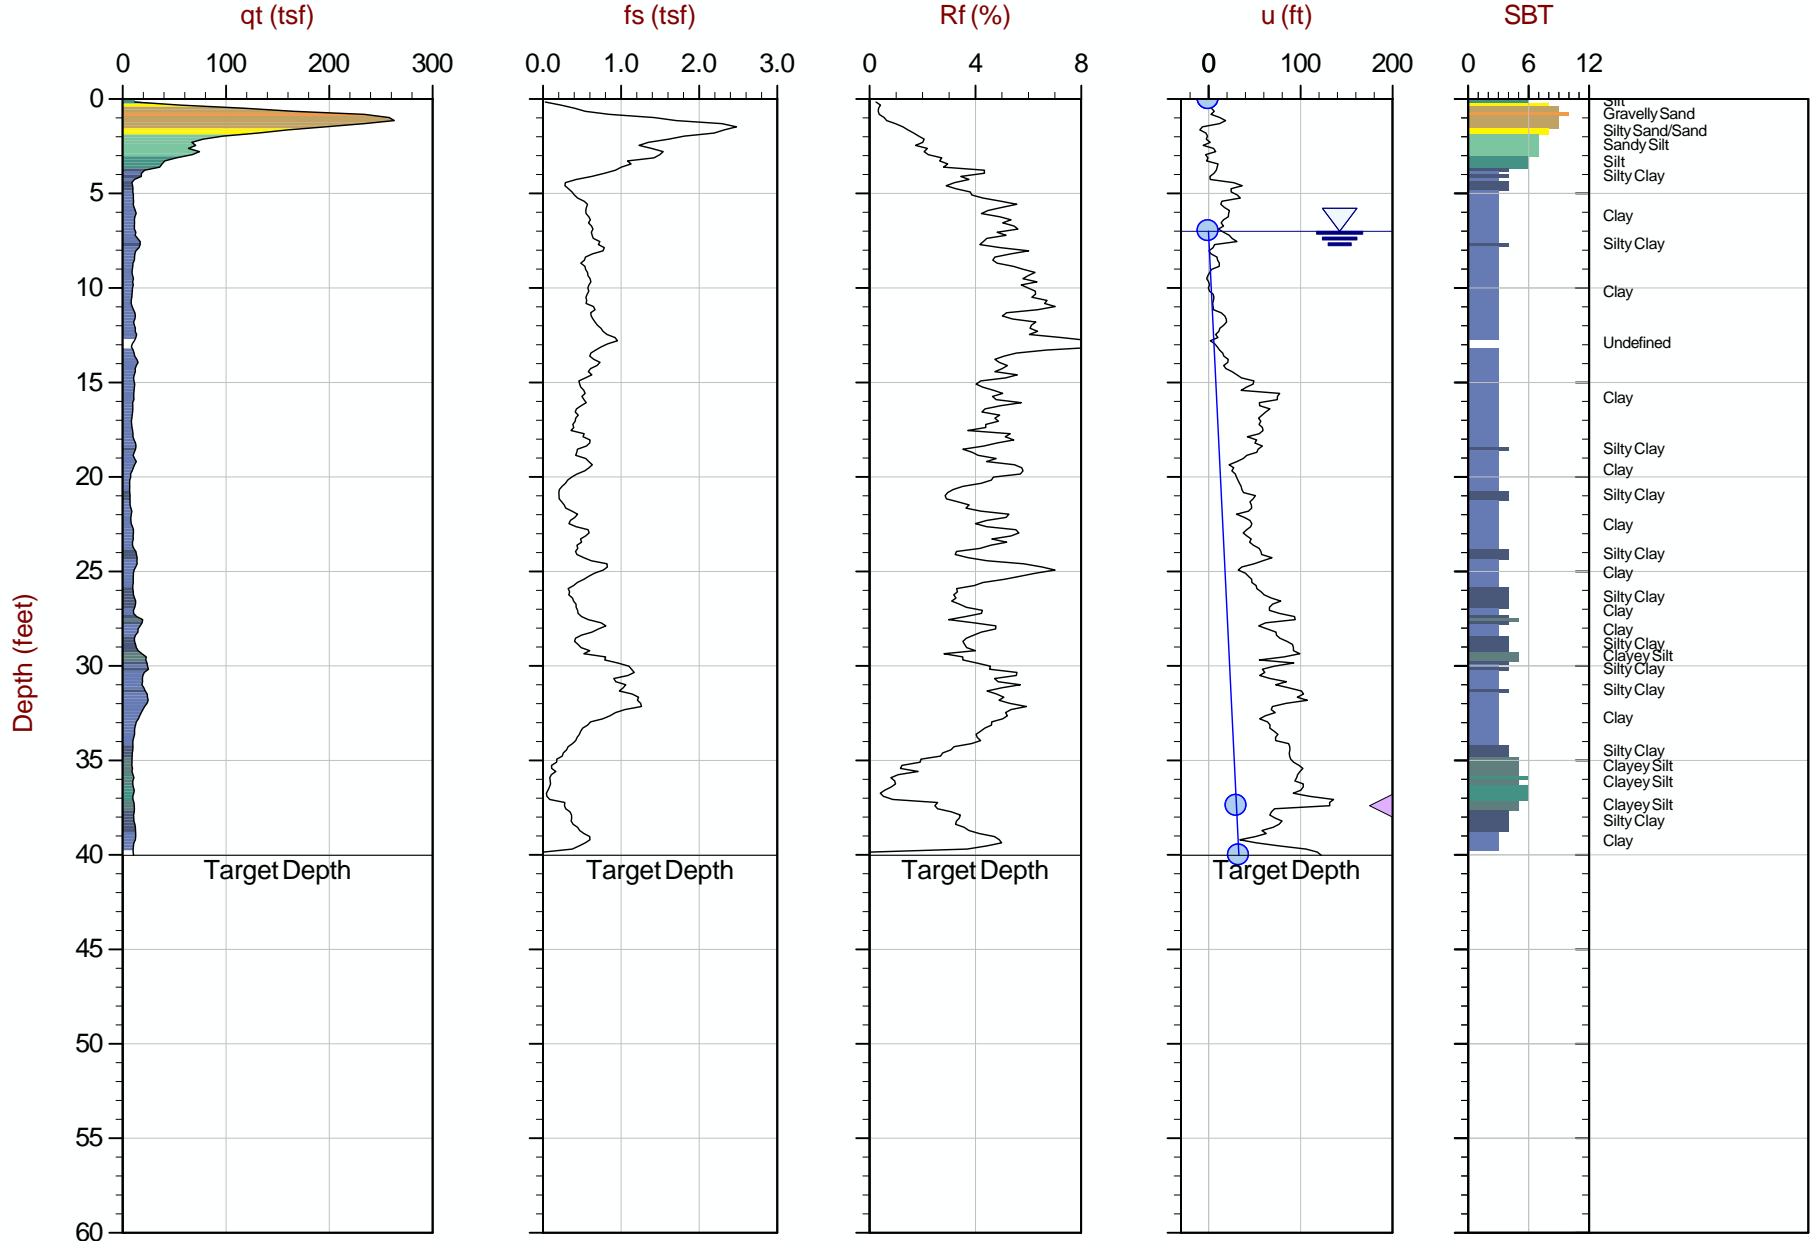 qt (tsf) fs (tsf) Rf (%) u (ft) SBT
0 100 200 300 0.0 1.0 2.0 3.0 0 4 8 0 100 200 0 6 12
0
Silt
Gravelly Sand
Silty Sand/Sand
Sandy Silt
Silt
Silty Clay
5
Clay
Silty Clay
10
Clay
Undefined
15
Clay
Silty Clay
Clay
20
Silty Clay
Clay
Silty Clay
25
Clay
Silty Clay
Clay
Clay
Silty Clay
Clayey Silt
30
Silty Clay
Silty Clay
Clay
Silty Clay
35
Clayey Silt
Clayey Silt
Clayey Silt
Silty Clay
Clay
40
Target Depth Target Depth Target Depth Target Depth
45
50
55
60
Depth (feet)